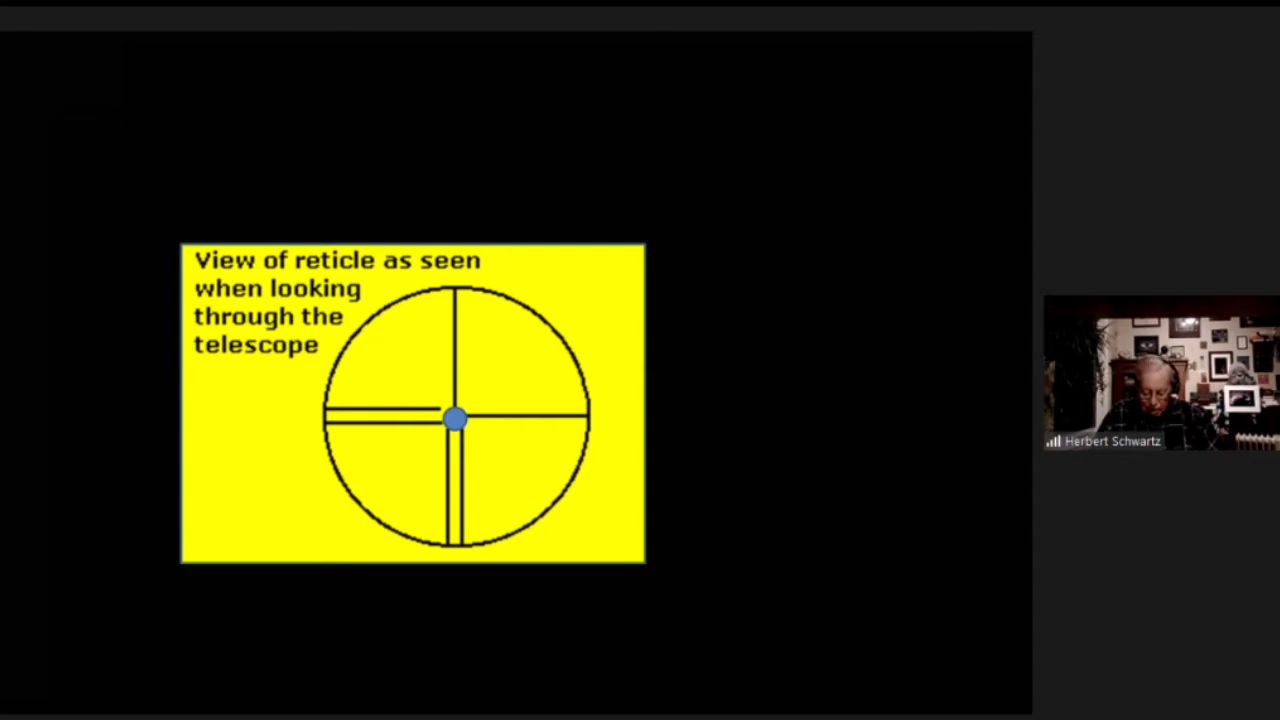 View of reticle as seen
when looking
through the
telescope
Herbert Schwartz